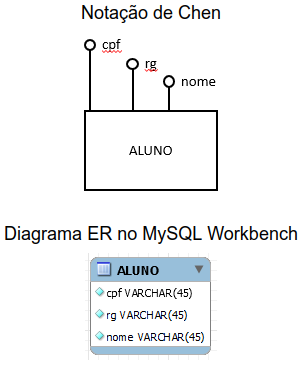 Notação de Chen
cpf
rg
nome
ALUNO
Diagrama ER no MySQL Workbench
ALUNO
cpf VARCHAR(45)
rg VARCHAR(45)
nome VARCHAR(45)